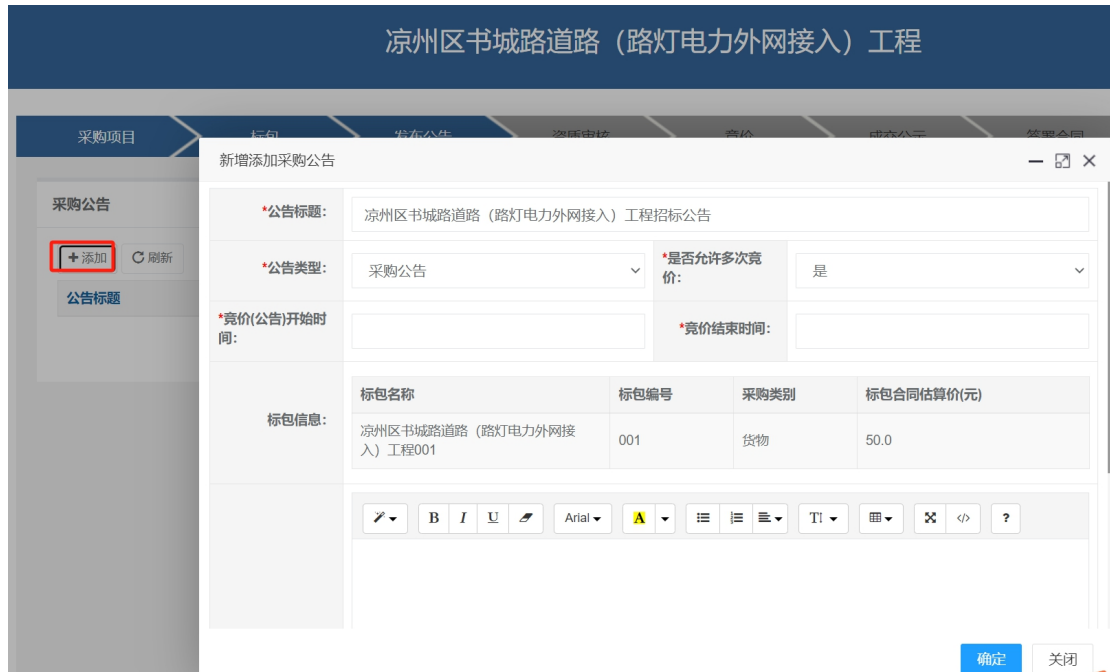 凉州区书城路道路（路灯电力外网接入）工程
采购项目
标包
发布公告
资质审核
竞价
成交公示
签署合同
新增添加采购公告
采购公告
+添加
刷新
公告标题
*公告标题：
凉州区书城路道路（路灯电力外网接入）工程招标公告
*公告类型：
采购公告
*是否允许多次竞
价：
是
*竞价(公告)开始时
间：
*竞价结束时间：
标包信息：
标包名称 标包编号 采购类别 标包合同估算价(元)
凉州区书城路道路（路灯电力外网接
入）工程001
001 货物 50.0
B I U Arial A TI </> ?
确定 关闭